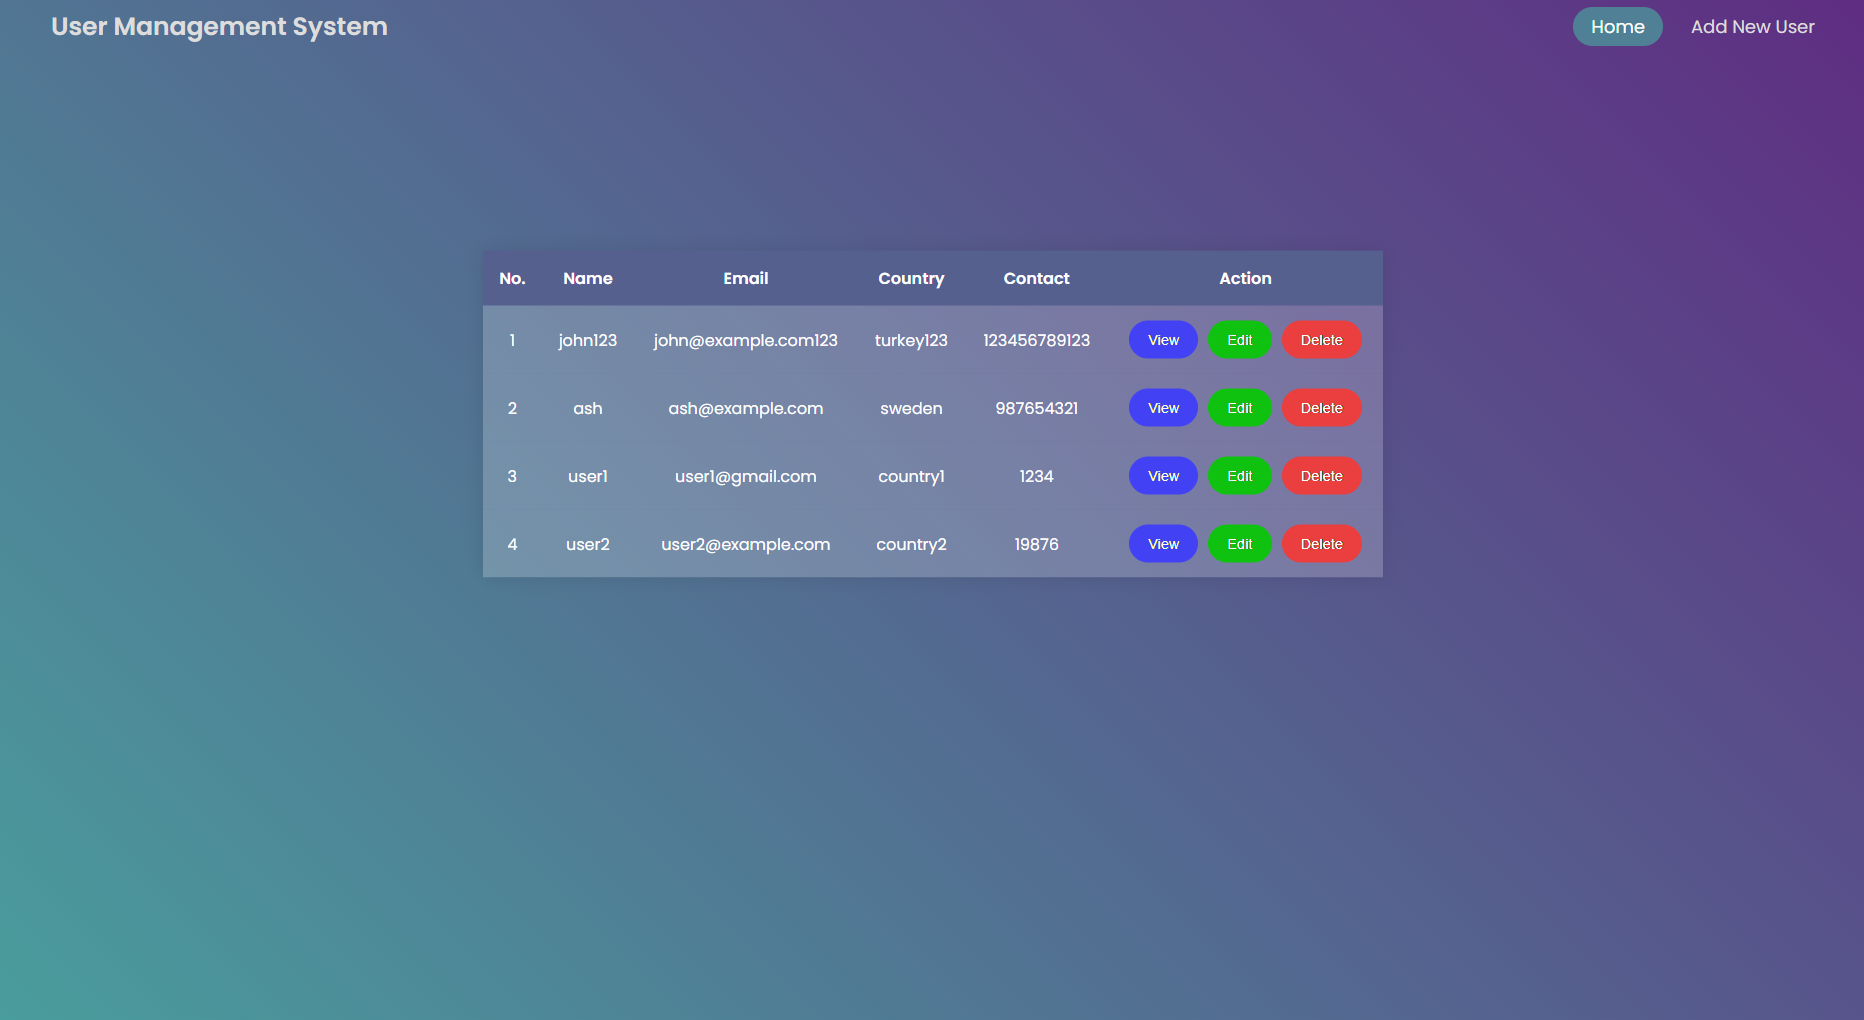 User Management System Home Add New User
No. Name Email Country Contact Action
1 john123 john@example.com123 turkey123 123456789123 View Edit Delete
2 ash ash@example.com sweden 987654321 View Edit Delete
3 user1 user1@gmail.com country1 1234 View Edit Delete
4 user2 user2@example.com country2 19876 View Edit Delete